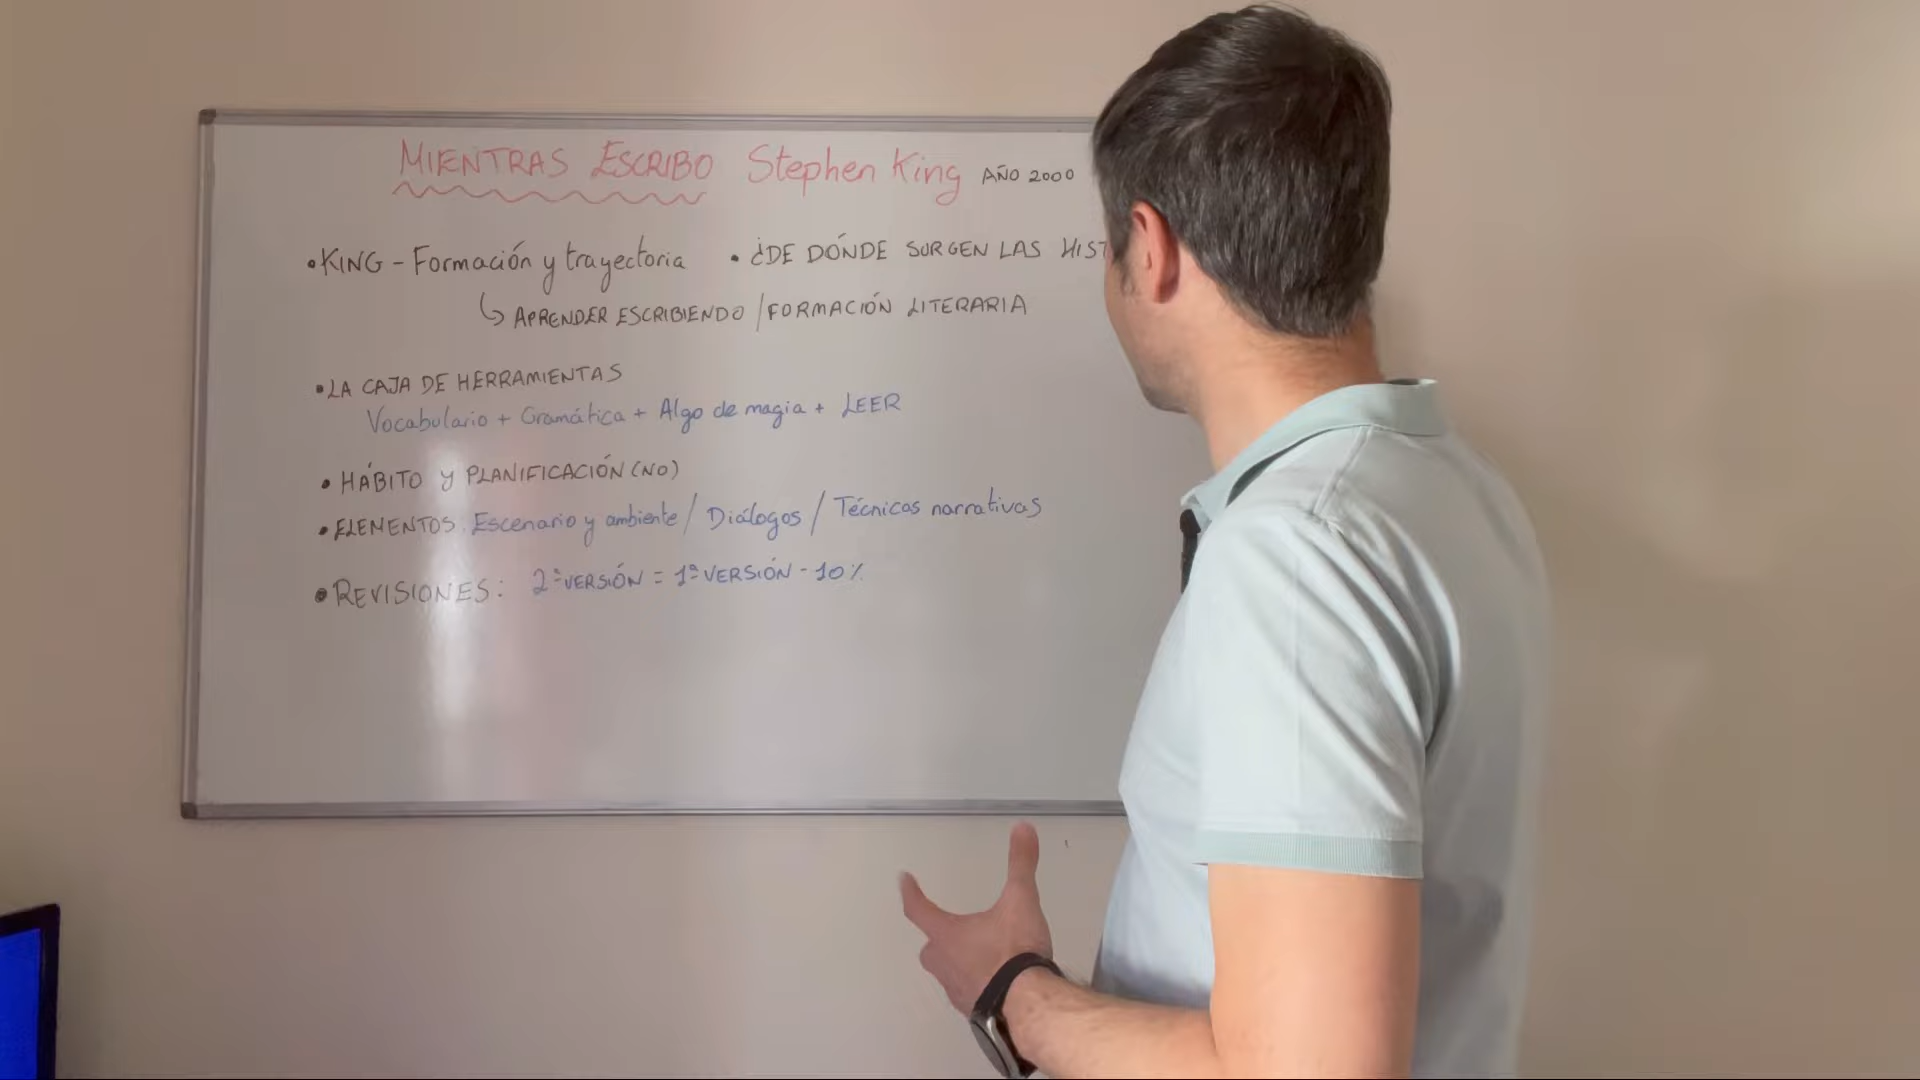 MIENTRAS ESCRIBO Stephen King AÑO 2000
• KING - Formación y trayectoria • ¿DE DÓNDE SURGEN LAS HIST
↳ APRENDER ESCRIBIENDO / FORMACIÓN LITERARIA
• LA CAJA DE HERRAMIENTAS
Vocabulario + Gramática + Algo de magia + LEER
• HÁBITO Y PLANIFICACIÓN (NO)
• ELEMENTOS: Escenario y ambiente / Diálogos / Técnicas narrativas
• REVISIONES: 2ª VERSIÓN = 1ª VERSIÓN - 10%